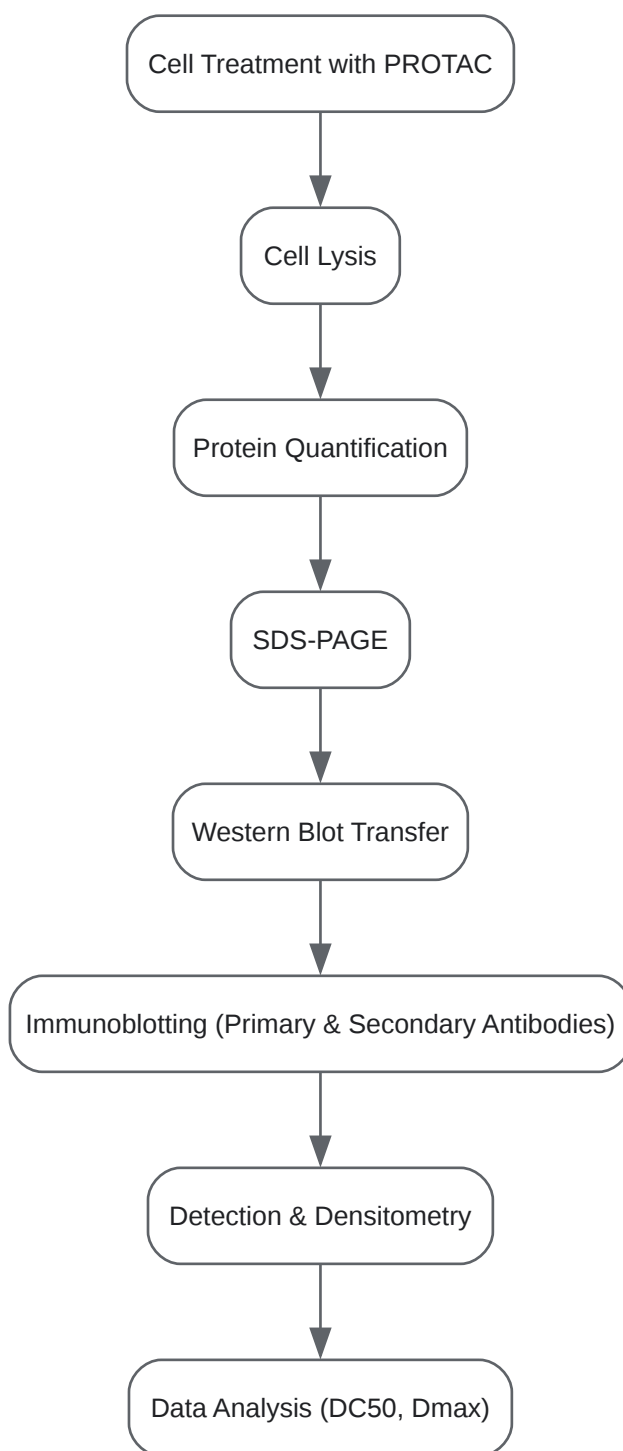 Cell Treatment with PROTAC
Cell Lysis
Protein Quantification
SDS-PAGE
Western Blot Transfer
Immunoblotting (Primary & Secondary Antibodies)
Detection & Densitometry
Data Analysis (DC50, Dmax)